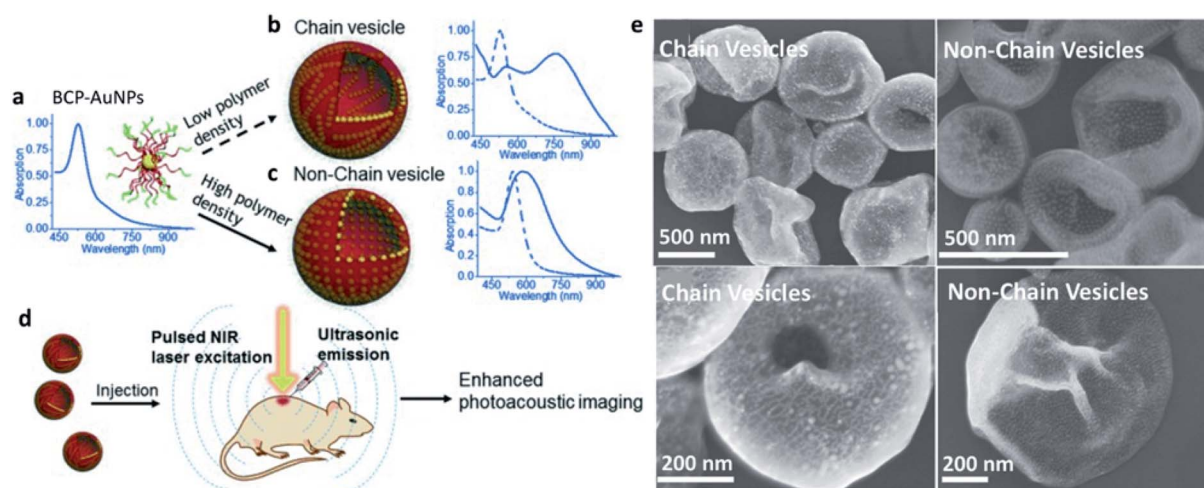 a
BCP-AuNPs
1.00
0.75
0.50
0.25
0.00
Absorption
450 600 750 900
Wavelength (nm)
Low polymer
density
High polymer
density
b
Chain vesicle
1.00
0.75
0.50
0.25
0.00
Absorption
450 600 750 900
Wavelength (nm)
c
Non-Chain vesicle
1.0
0.8
0.6
0.4
0.2
0.0
Absorption
450 600 750 900
Wavelength (nm)
d
Injection
Pulsed NIR
laser excitation
Ultrasonic
emission
Enhanced
photoacoustic imaging
e
Chain Vesicles
500 nm
Non-Chain Vesicles
500 nm
Chain Vesicles
200 nm
Non-Chain Vesicles
200 nm